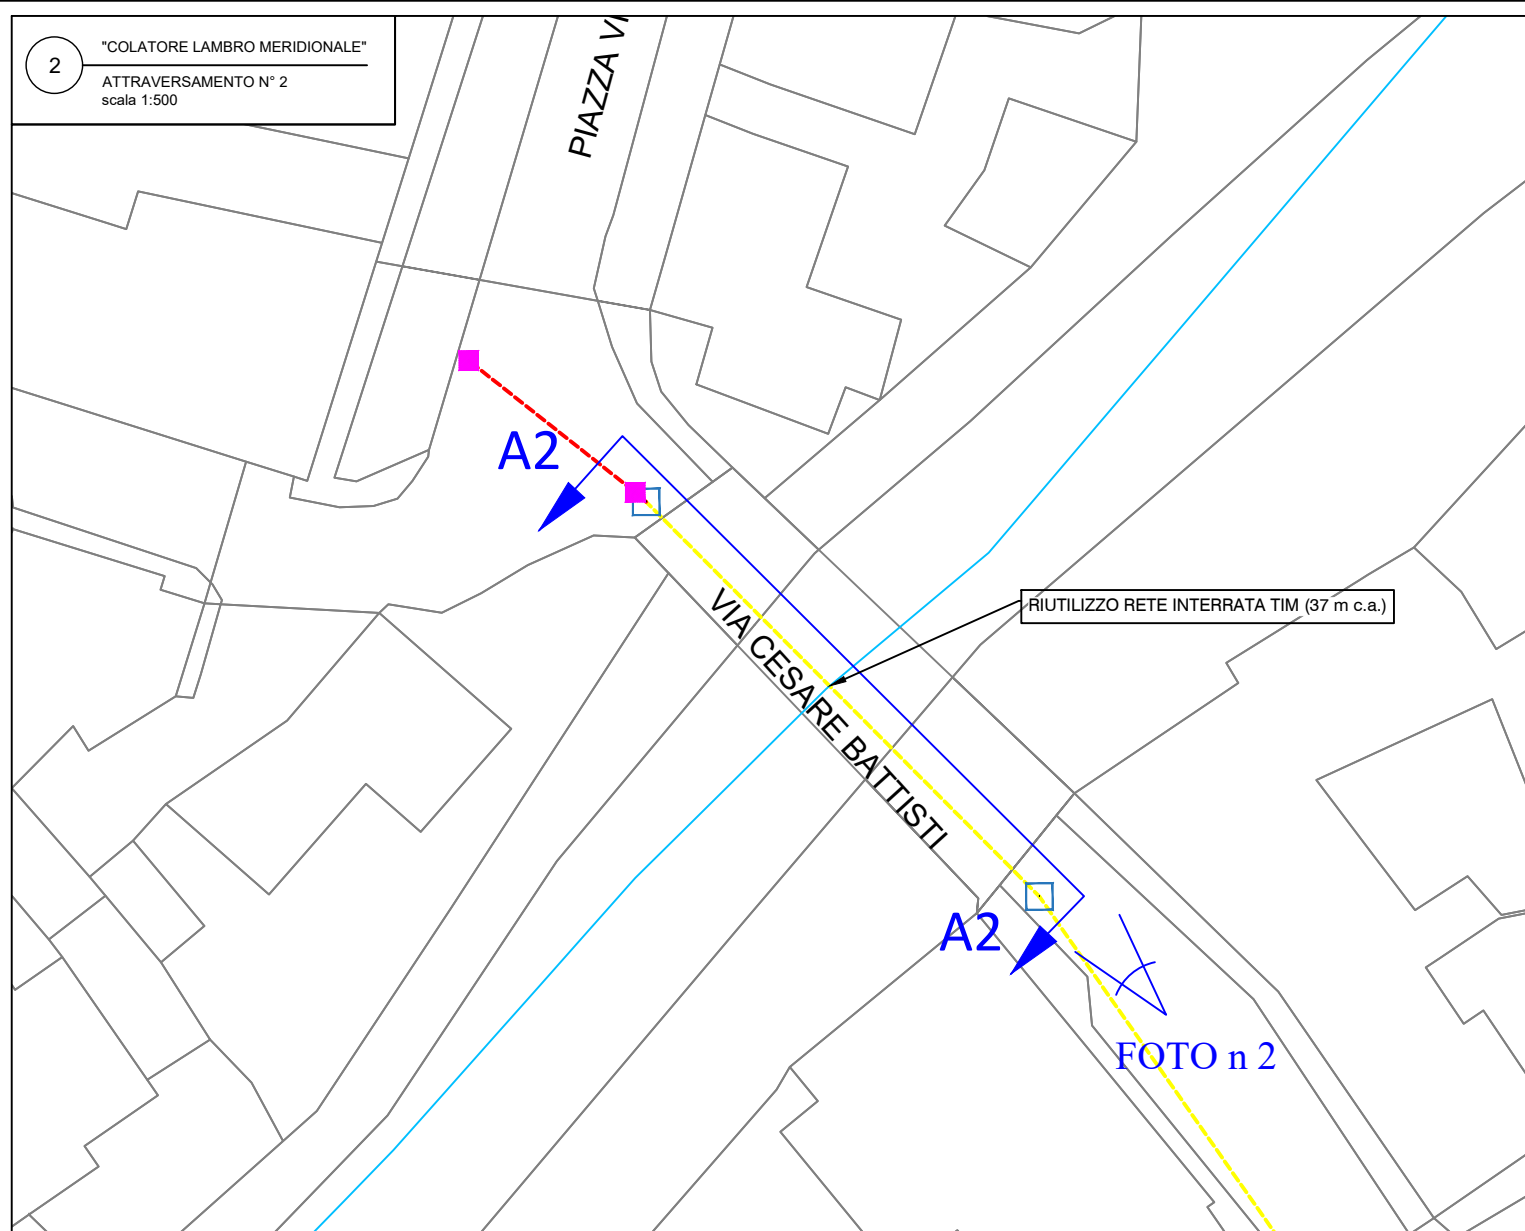 2
"COLATORE LAMBRO MERIDIONALE"
ATTRAVERSAMENTO N° 2
scala 1:500
PIAZZA
A2
RIUTILIZZO RETE INTERRATA TIM (37 m c.a.)
VIA CESARE BATTISTI
A2
FOTO n 2